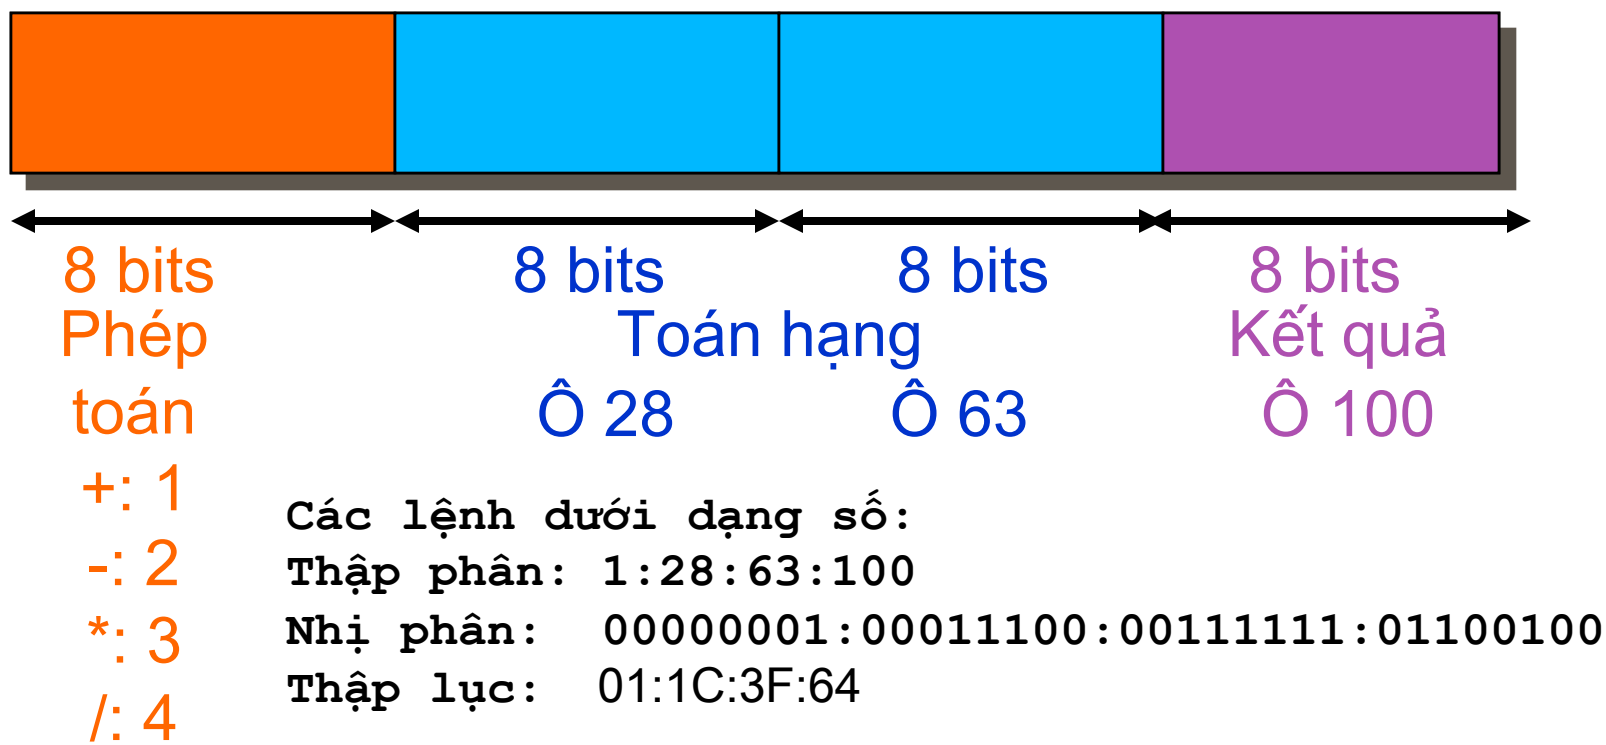 8 bits 8 bits 8 bits 8 bits
Phép Toán hạng Kết quả
toán Ô 28 Ô 63 Ô 100
+: 1
-: 2
*: 3
/: 4
Các lệnh dưới dạng số:
Thập phân: 1:28:63:100
Nhị phân: 00000001:00011100:00111111:01100100
Thập lục: 01:1C:3F:64